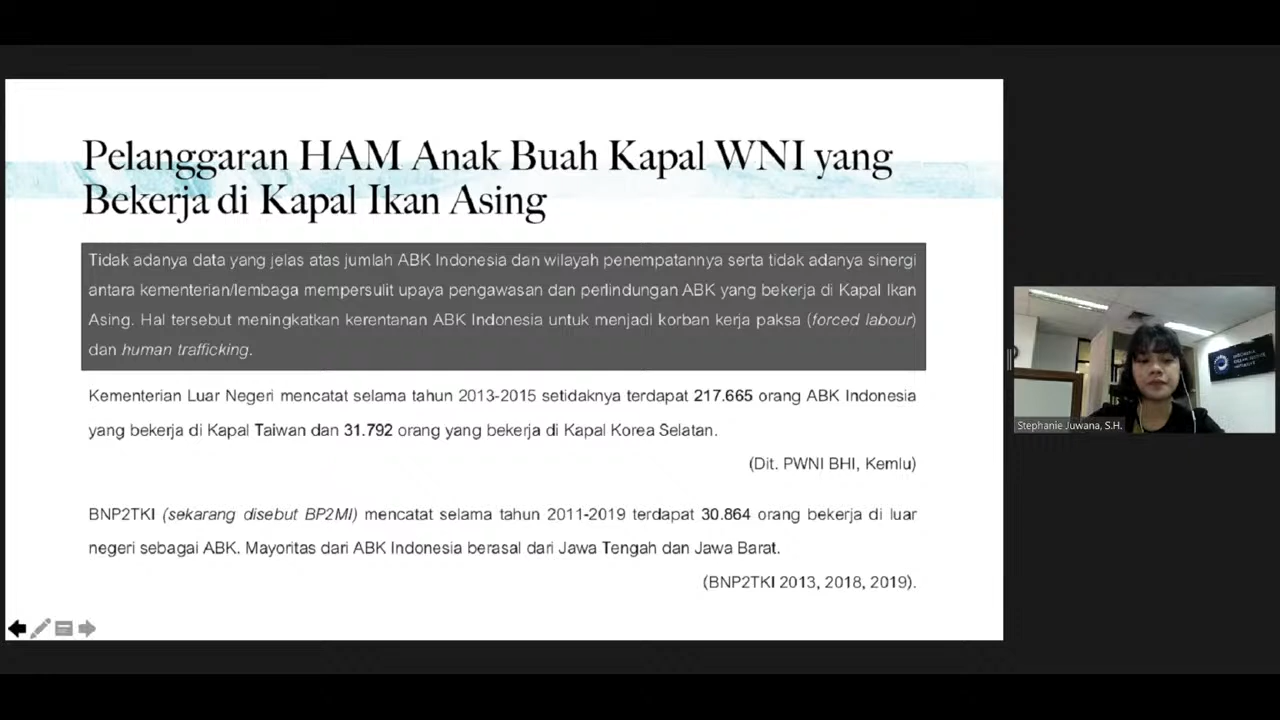 Pelanggaran HAM Anak Buah Kapal WNI yang
Bekerja di Kapal Ikan Asing
Tidak adanya data yang jelas atas jumlah ABK Indonesia dan wilayah penempatannya serta tidak adanya sinergi
antara kementerian/lembaga mempersulit upaya pengawasan dan perlindungan ABK yang bekerja di Kapal Ikan
Asing. Hal tersebut meningkatkan kerentanan ABK Indonesia untuk menjadi korban kerja paksa (forced labour)
dan human trafficking.
Kementerian Luar Negeri mencatat selama tahun 2013-2015 setidaknya terdapat 217.665 orang ABK Indonesia
yang bekerja di Kapal Taiwan dan 31.792 orang yang bekerja di Kapal Korea Selatan.
(Dit. PWNI BHI, Kemlu)
BNP2TKI (sekarang disebut BP2MI) mencatat selama tahun 2011-2019 terdapat 30.864 orang bekerja di luar
negeri sebagai ABK. Mayoritas dari ABK Indonesia berasal dari Jawa Tengah dan Jawa Barat.
(BNP2TKI 2013, 2018, 2019).
INDONESIA
OCEAN JUSTICE
INITIATIVE
Stephanie Juwana, S.H.